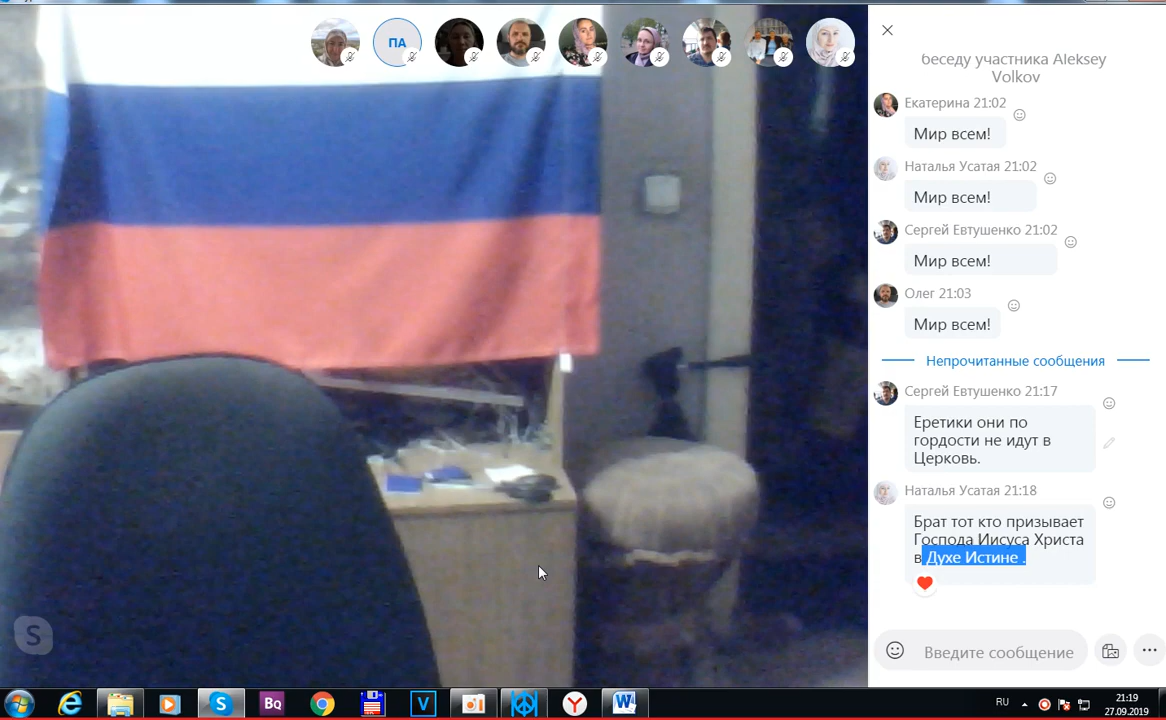 ПА
беседу участника Aleksey
Volkov
Екатерина 21:02
Мир всем!
Наталья Усатая 21:02
Мир всем!
Сергей Евтушенко 21:02
Мир всем!
Олег 21:03
Мир всем!
Непрочитанные сообщения
Сергей Евтушенко 21:17
Еретики они по
гордости не идут в
Церковь.
Наталья Усатая 21:18
Брат тот кто призывает
Господа Иисуса Христа
в Духе Истине .
S
Введите сообщение
S
Bq
V
Y
W
RU
21:19
27.09.2019